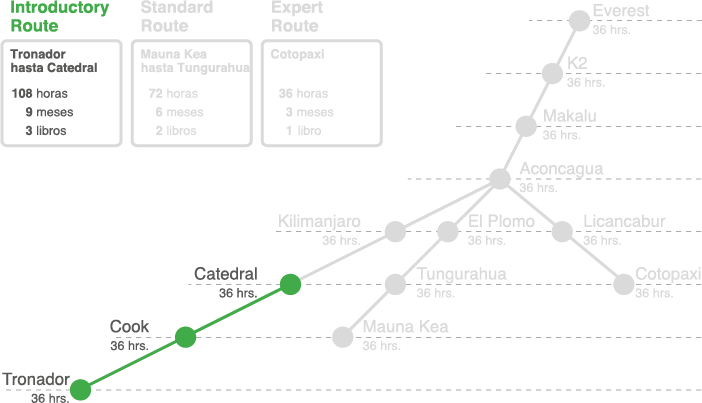 Introductory
Route
Standard
Route
Expert
Route
Tronador
hasta Catedral
108 horas
9 meses
3 libros
Mauna Kea
hasta Tungurahua
72 horas
6 meses
2 libros
Cotopaxi
36 horas
3 meses
1 libro
Everest
36 hrs.
K2
36 hrs.
Makalu
36 hrs.
Aconcagua
36 hrs.
Kilimanjaro
36 hrs.
El Plomo
36 hrs.
Licancabur
36 hrs.
Catedral
36 hrs.
Tungurahua
36 hrs.
Cotopaxi
36 hrs.
Cook
36 hrs.
Mauna Kea
36 hrs.
Tronador
36 hrs.